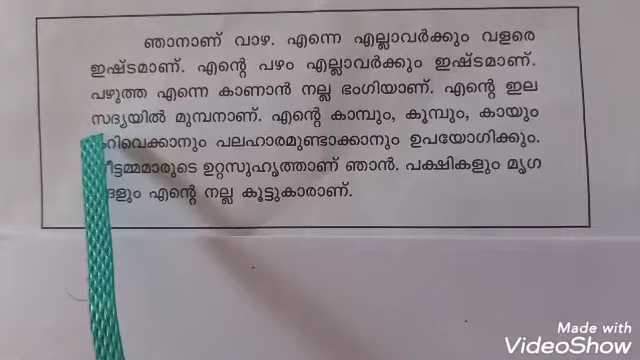 ഞാനാണ് വാഴ. എന്നെ എല്ലാവർക്കും വളരെ
ഇഷ്ടമാണ്. എന്റെ പഴം എല്ലാവർക്കും ഇഷ്ടമാണ്.
പഴുത്ത എന്നെ കാണാൻ നല്ല ഭംഗിയാണ്. എന്റെ ഇല
സദ്യയിൽ മുമ്പനാണ്. എന്റെ കാമ്പും, കൂമ്പും, കായും
പലഹാരമുണ്ടാക്കാനും ഉപയോഗിക്കും.
ഉറ്റസുഹൃത്താണ് ഞാൻ. പക്ഷികളും മൃഗ
എന്റെ നല്ല കൂട്ടുകാരാണ്.
Made with
VideoShow